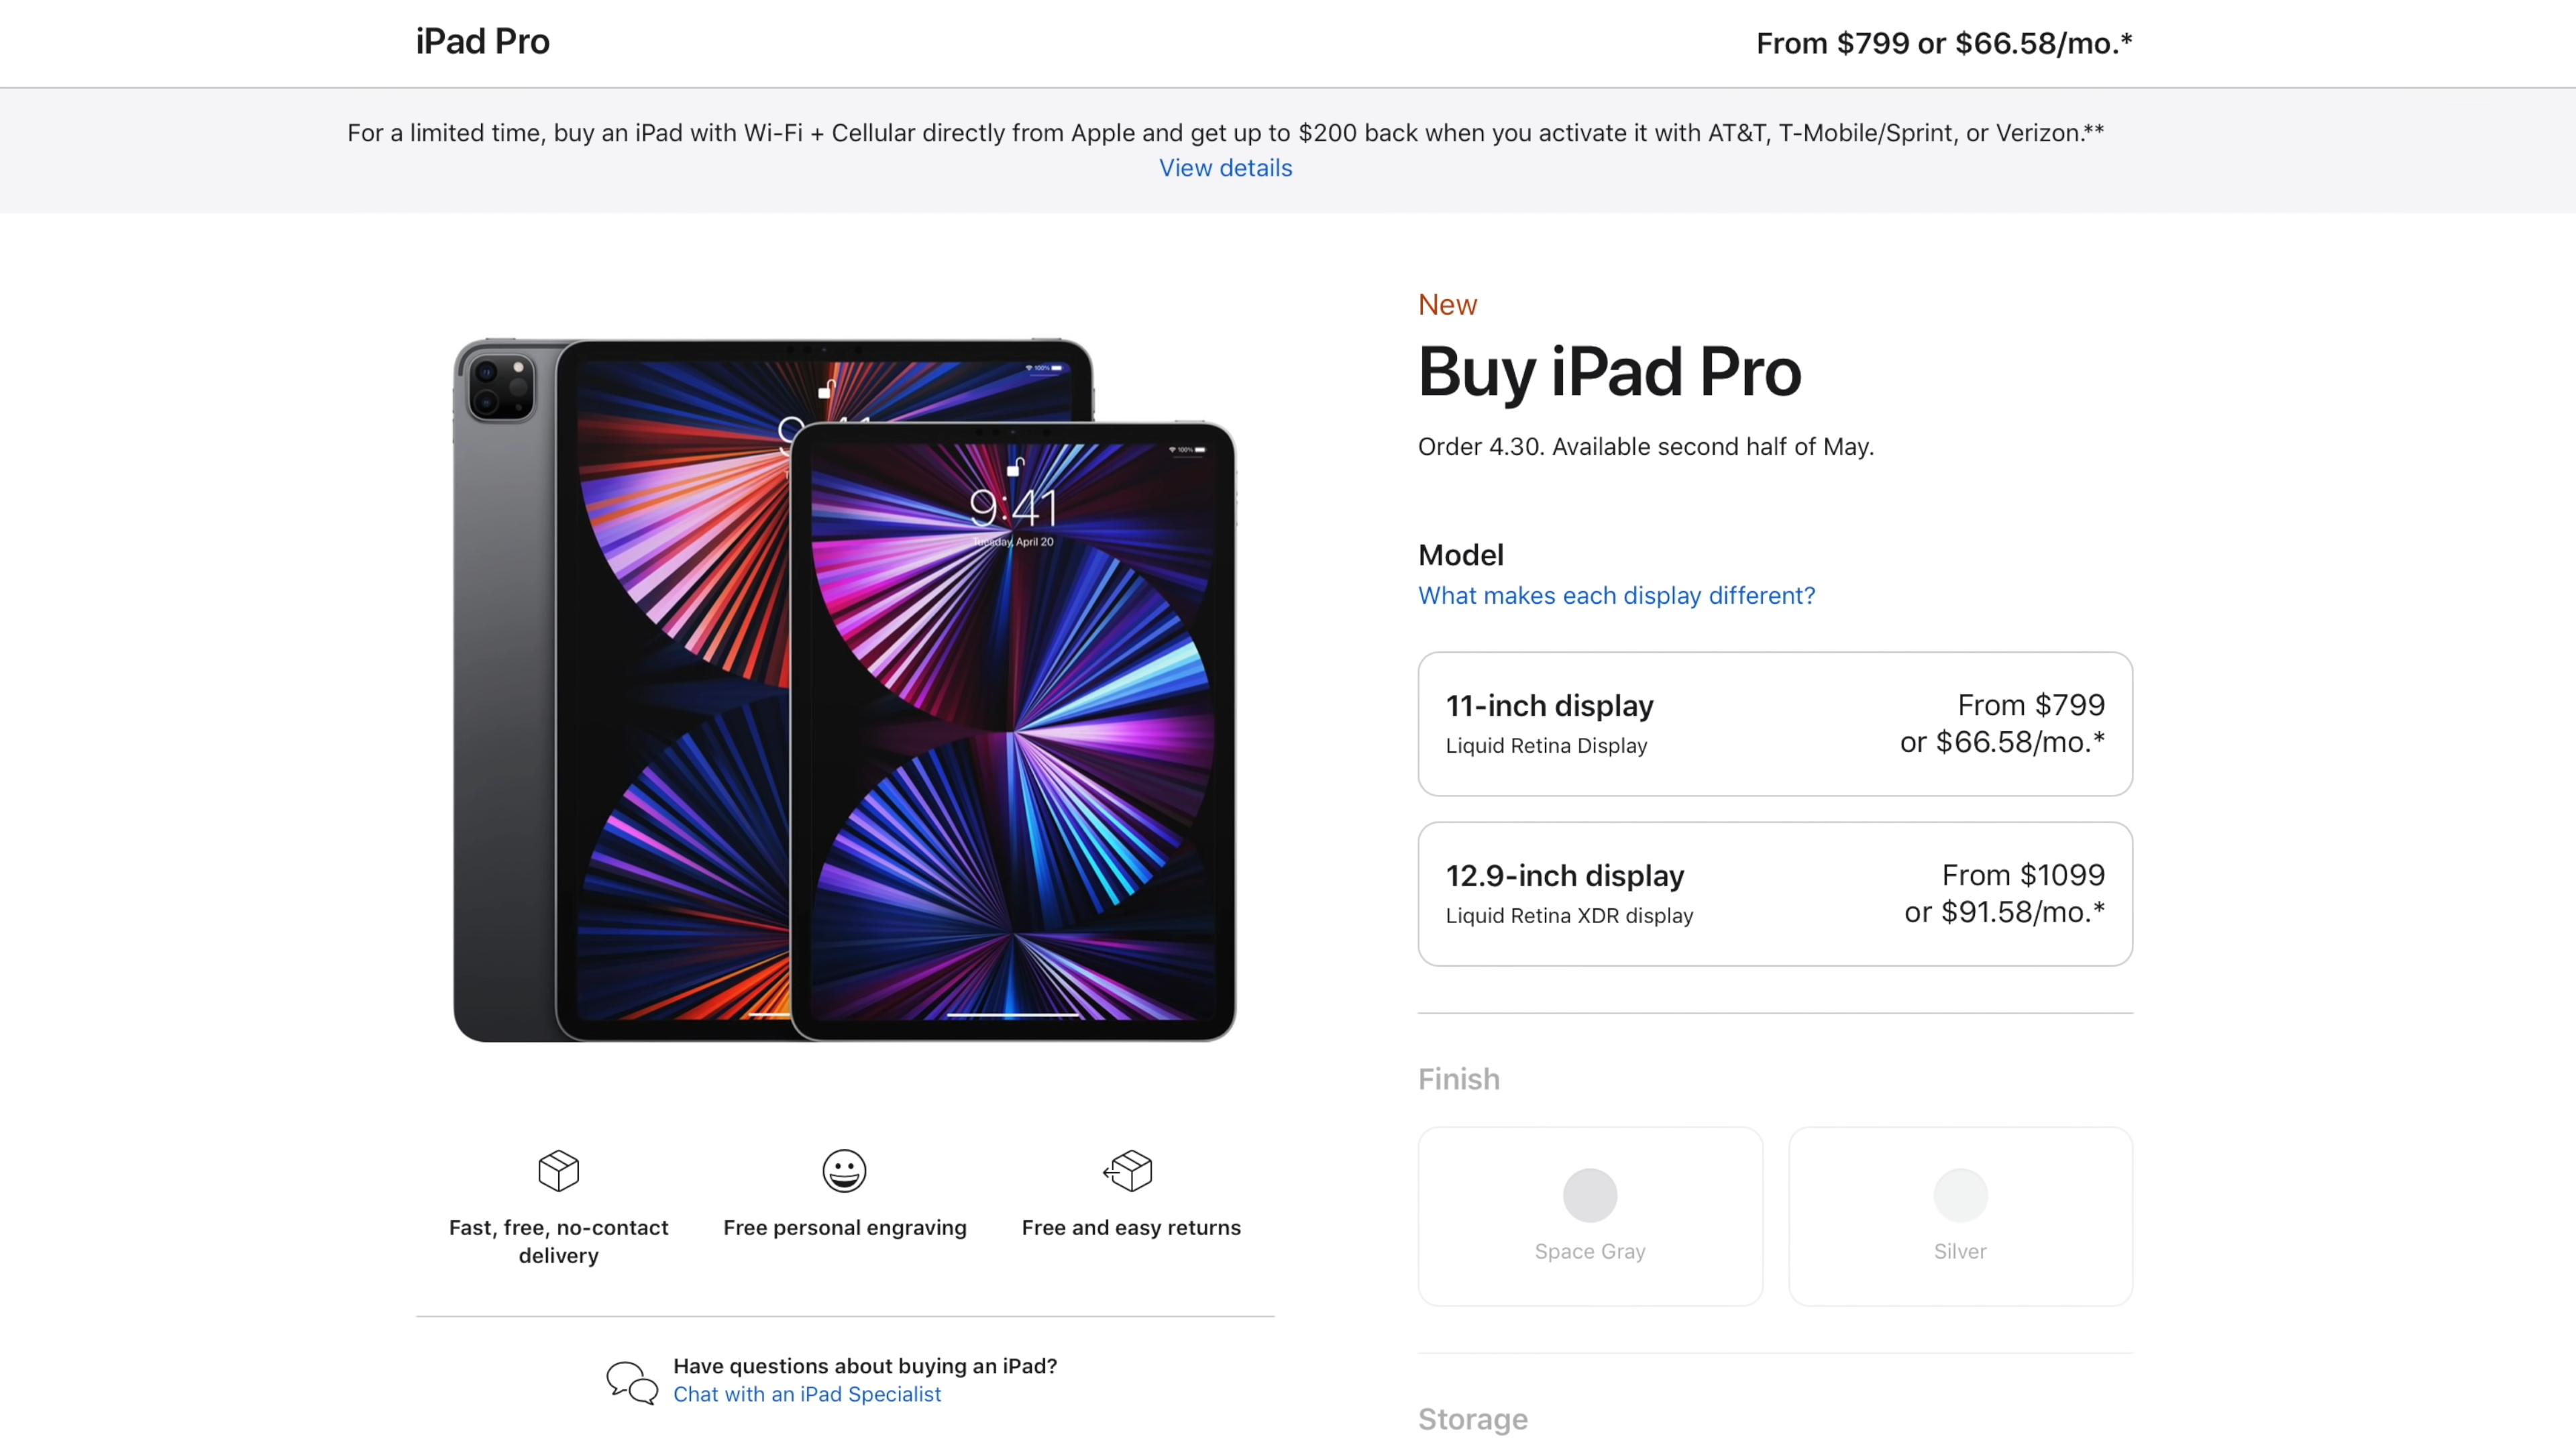 iPad Pro
From $799 or $66.58/mo.*
For a limited time, buy an iPad with Wi-Fi + Cellular directly from Apple and get up to $200 back when you activate it with AT&T, T-Mobile/Sprint, or Verizon.**
View details
100%
100%
9:41
Tuesday, April 20
New
Buy iPad Pro
Order 4.30. Available second half of May.
Model
What makes each display different?
11-inch display
From $799
Liquid Retina Display
or $66.58/mo.*
12.9-inch display
From $1099
Liquid Retina XDR display
or $91.58/mo.*
Finish
Space Gray
Silver
Storage
Fast, free, no-contact
delivery
Free personal engraving
Free and easy returns
Have questions about buying an iPad?
Chat with an iPad Specialist